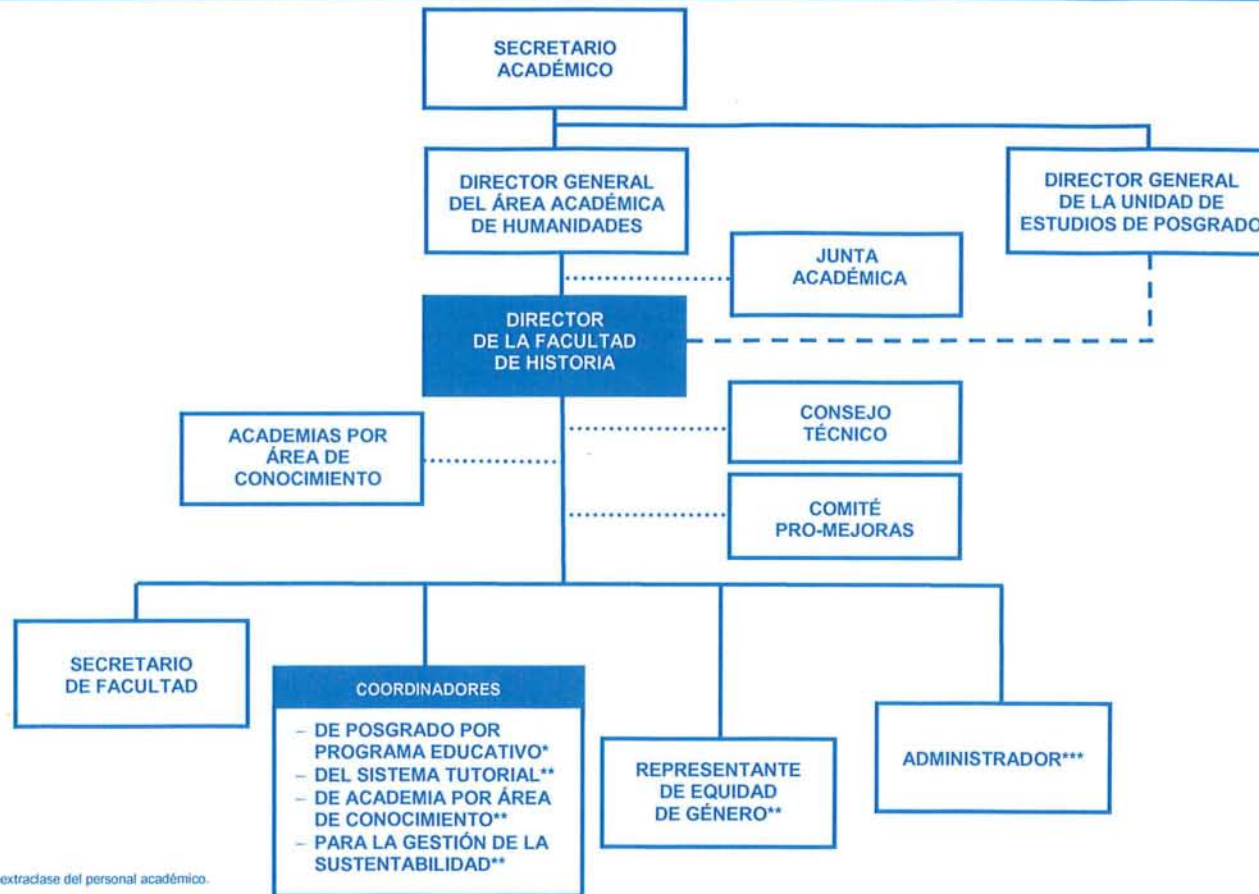 SECRETARIO
ACADÉMICO
DIRECTOR GENERAL
DEL ÁREA ACADÉMICA
DE HUMANIDADES
DIRECTOR GENERAL
DE LA UNIDAD DE
ESTUDIOS DE POSGRADO
JUNTA
ACADÉMICA
DIRECTOR
DE LA FACULTAD
DE HISTORIA
CONSEJO
TÉCNICO
ACADEMIAS POR
ÁREA DE
CONOCIMIENTO
COMITÉ
PRO-MEJORAS
SECRETARIO
DE FACULTAD
COORDINADORES
– DE POSGRADO POR
PROGRAMA EDUCATIVO*
– DEL SISTEMA TUTORIAL**
– DE ACADEMIA POR ÁREA
DE CONOCIMIENTO**
– PARA LA GESTIÓN DE LA
SUSTENTABILIDAD**
REPRESENTANTE
DE EQUIDAD
DE GÉNERO**
ADMINISTRADOR***
extraclase del personal académico.